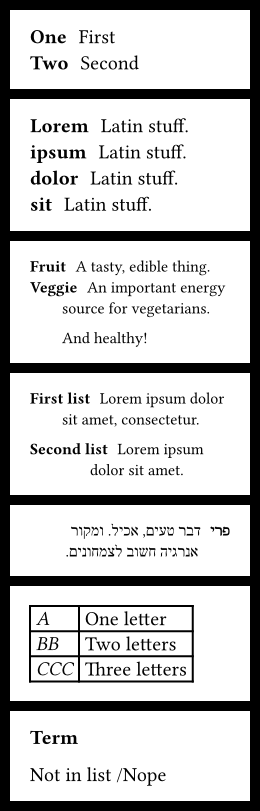 One First
Two Second
Lorem Latin stuff.
ipsum Latin stuff.
dolor Latin stuff.
sit Latin stuff.
Fruit A tasty, edible thing.
Veggie An important energy
source for vegetarians.
And healthy!
First list Lorem ipsum dolor
sit amet, consectetur.
Second list Lorem ipsum
dolor sit amet.
פרי דבר טעים, אכיל. ומקור
אנרגיה חשוב לצמחונים.
A One letter
BB Two letters
CCC Three letters
Term
Not in list /Nope